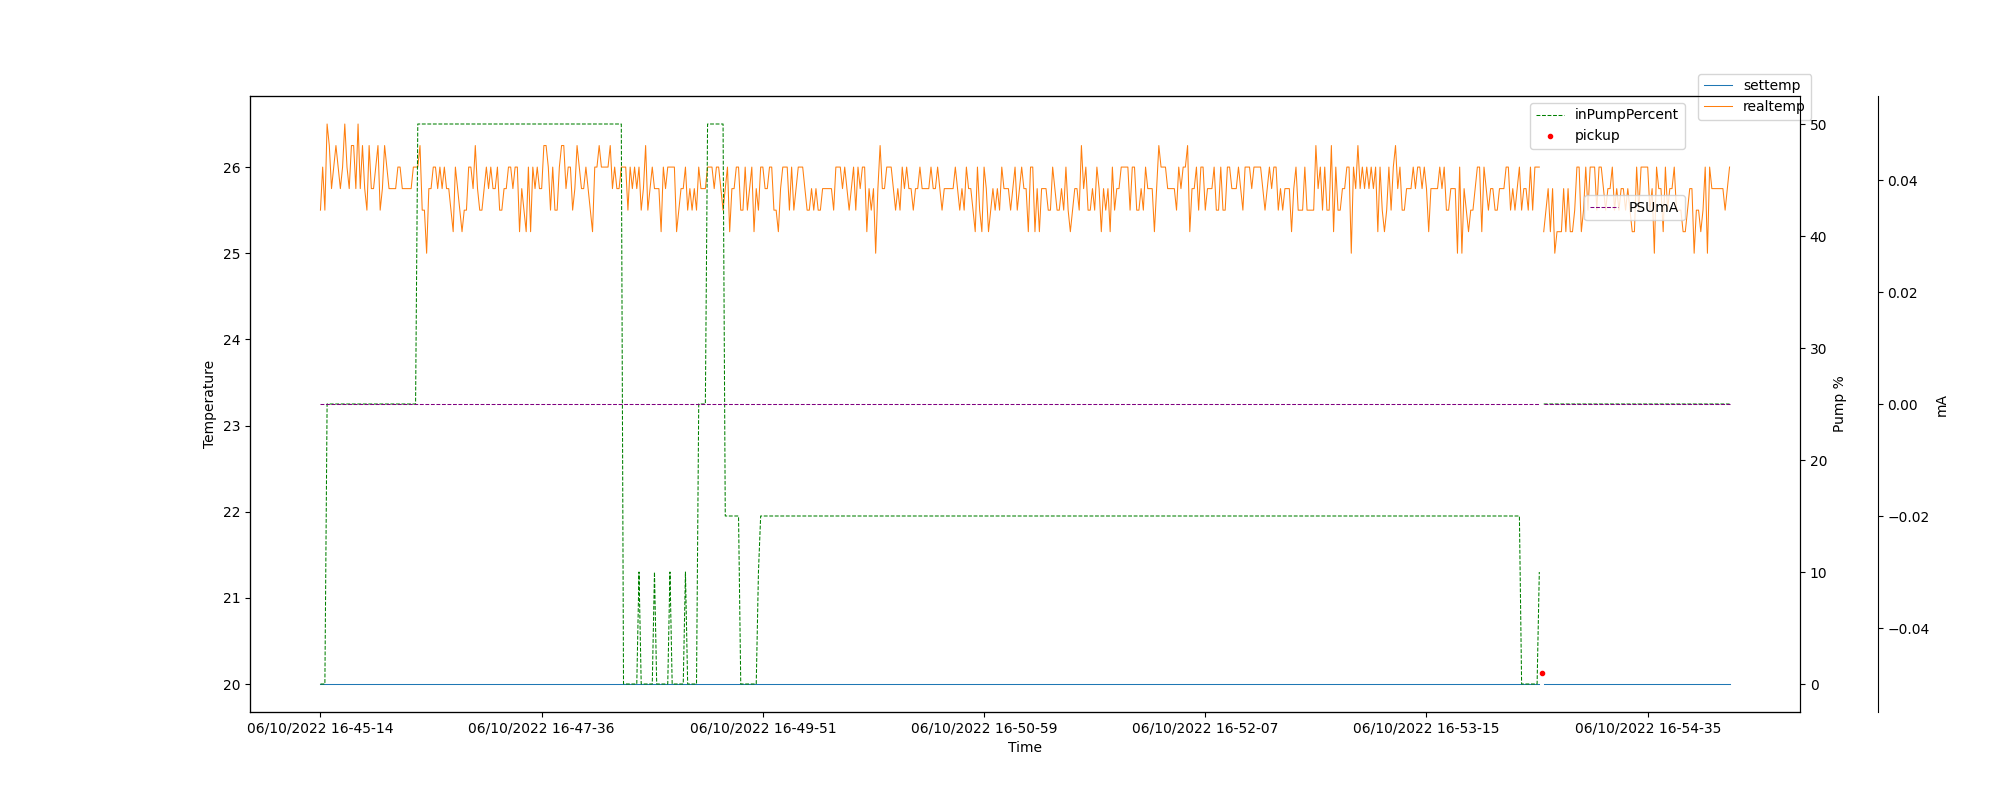 settemp
realtemp
inPumpPercent
pickup
PSUmA
26
25
24
23
22
21
20
Temperature
50
40
30
20
10
0
Pump %
0.04
0.02
0.00
−0.02
−0.04
mA
06/10/2022 16-45-14
06/10/2022 16-47-36
06/10/2022 16-49-51
06/10/2022 16-50-59
06/10/2022 16-52-07
06/10/2022 16-53-15
06/10/2022 16-54-35
Time